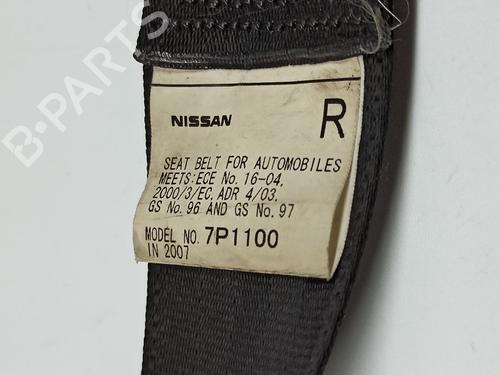 B-PARTS
NISSAN R
SEAT BELT FOR AUTOMOBILES
MEETS:ECE No. 16-04,
2000/3/EC, ADR 4/03,
GS No. 96 AND GS No. 97
MODEL NO. 7P1100
IN 2007